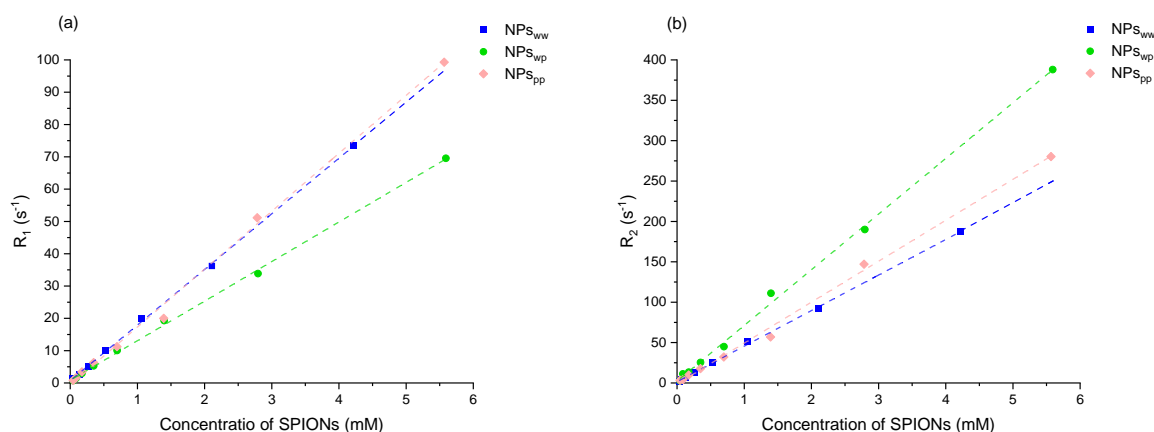 (a)
NPsww
NPswp
NPspp
100
90
80
70
60
50
40
30
20
10
0
R1 (s-1)
0 1 2 3 4 5 6
Concentratio of SPIONs (mM)
(b)
NPsww
NPswp
NPspp
400
350
300
250
200
150
100
50
0
R2 (s-1)
0 1 2 3 4 5 6
Concentration of SPIONs (mM)